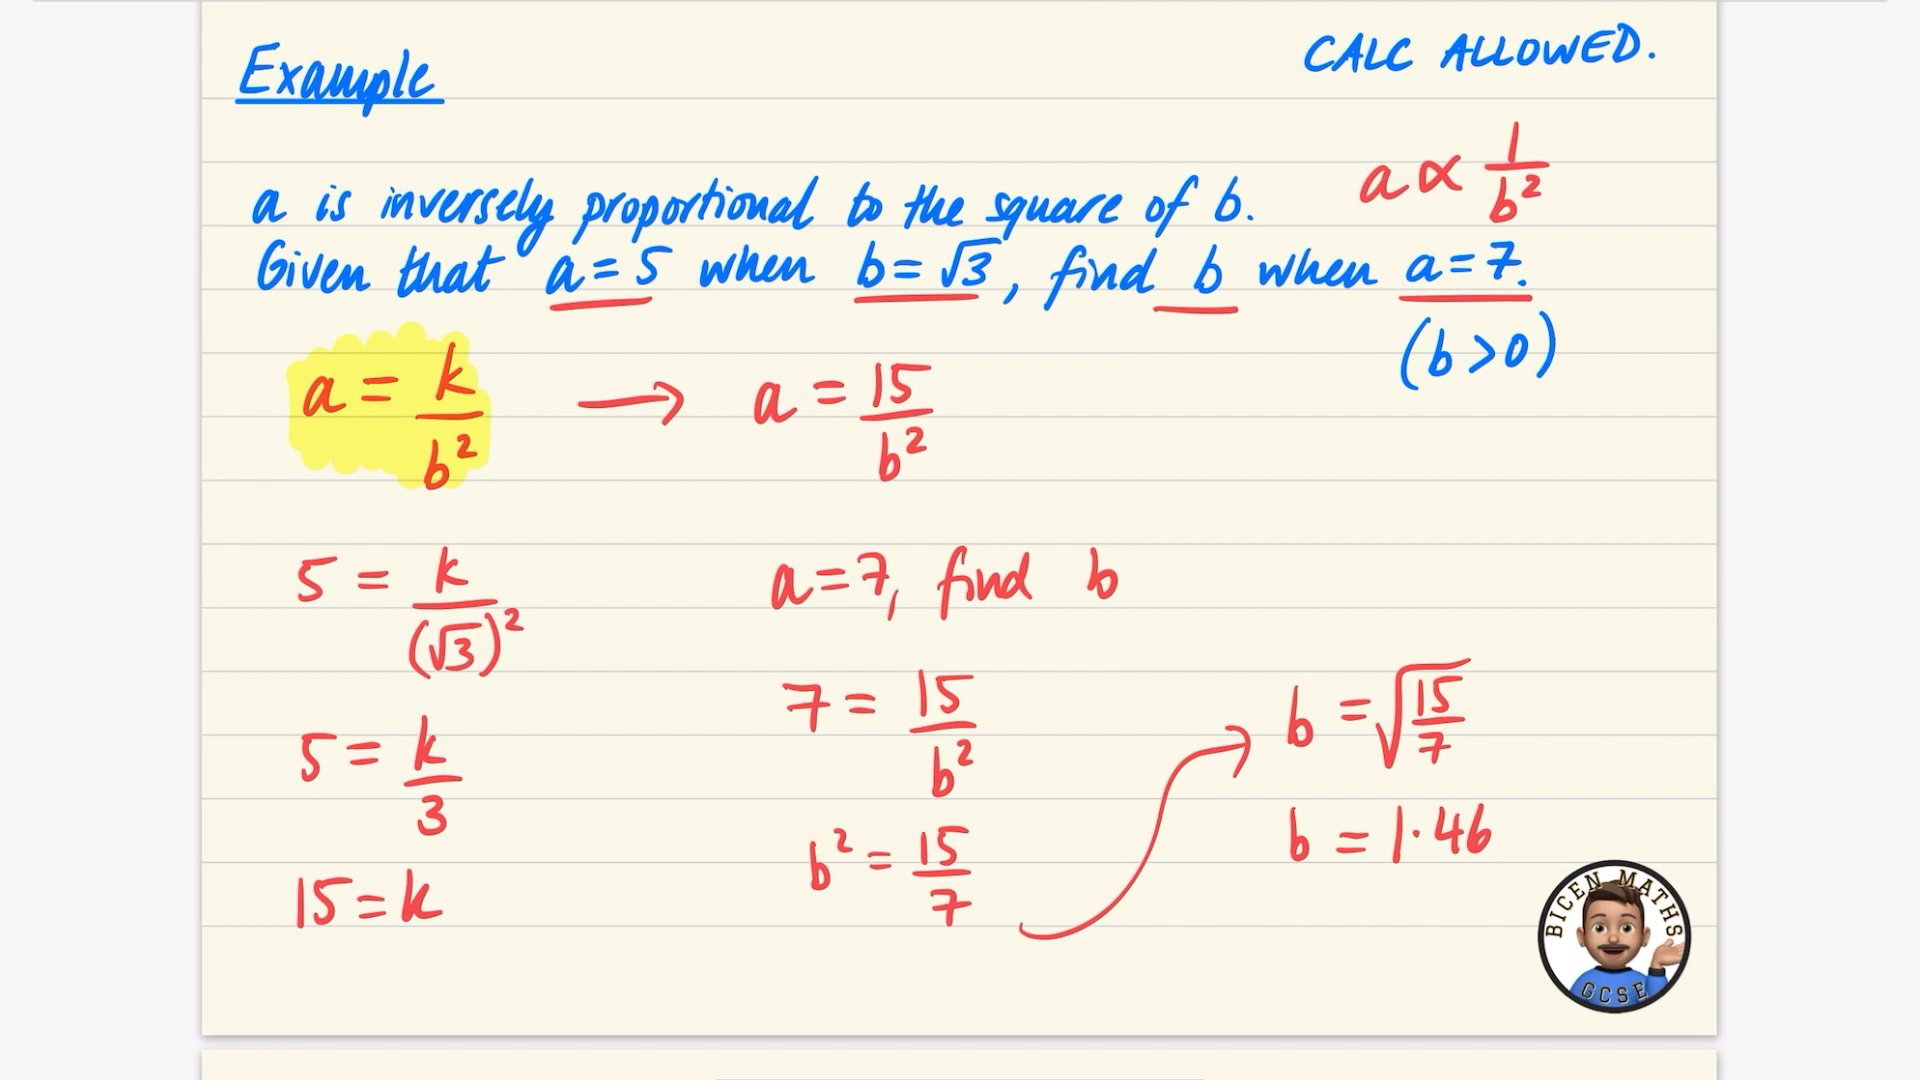 Example
CALC ALLOWED.
a is inversely proportional to the square of b.
a ∝ 1/b²
Given that a = 5 when b = √3, find b when a = 7.
(b > 0)
a = k/b² → a = 15/b²
5 = k/(√3)²
5 = k/3
15 = k
a = 7, find b
7 = 15/b²
b² = 15/7
b = √(15/7)
b = 1.46
BICEN MATHS
GCSE